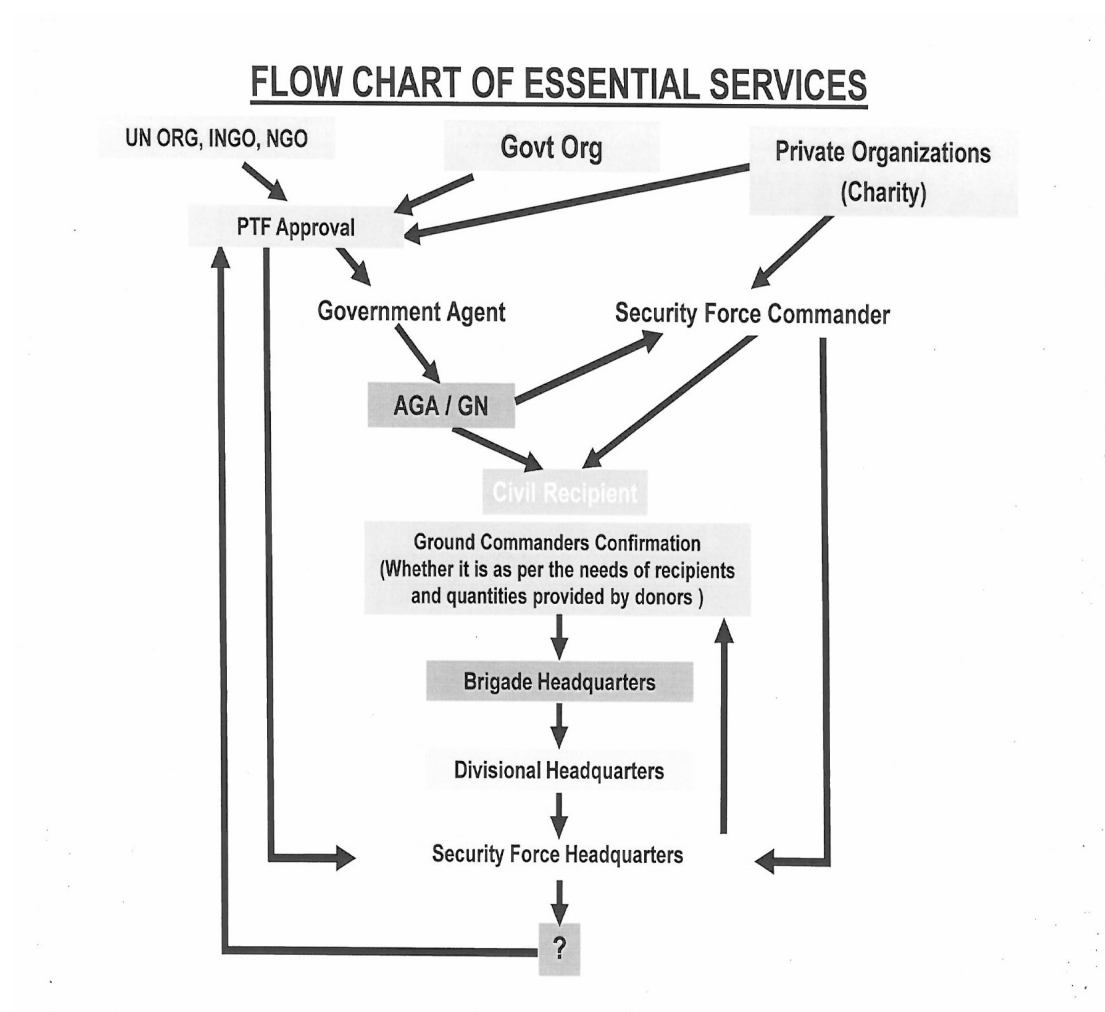 FLOW CHART OF ESSENTIAL SERVICES
UN ORG, INGO, NGO
Govt Org
Private Organizations
(Charity)
PTF Approval
Government Agent
Security Force Commander
AGA / GN
Civil Recipient
Ground Commanders Confirmation
(Whether it is as per the needs of recipients
and quantities provided by donors )
Brigade Headquarters
Divisional Headquarters
Security Force Headquarters
?